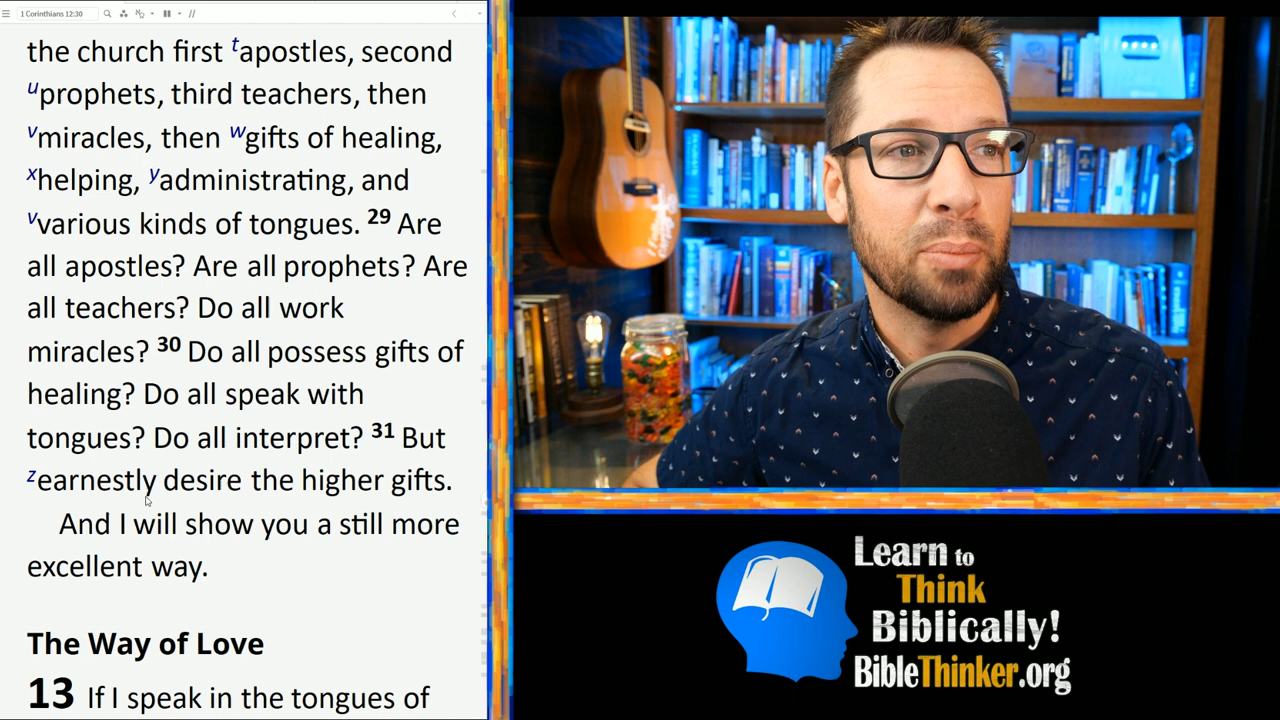 1 Corinthians 12:30
the church first ᵗapostles, second
ᵘprophets, third teachers, then
ᵛmiracles, then ʷgifts of healing,
ˣhelping, ʸadministrating, and
ᵛvarious kinds of tongues. 29 Are
all apostles? Are all prophets? Are
all teachers? Do all work
miracles? 30 Do all possess gifts of
healing? Do all speak with
tongues? Do all interpret? 31 But
ᶻearnestly desire the higher gifts.
And I will show you a still more
excellent way.
The Way of Love
13 If I speak in the tongues of
Learn to
Think
Biblically!
BibleThinker.org